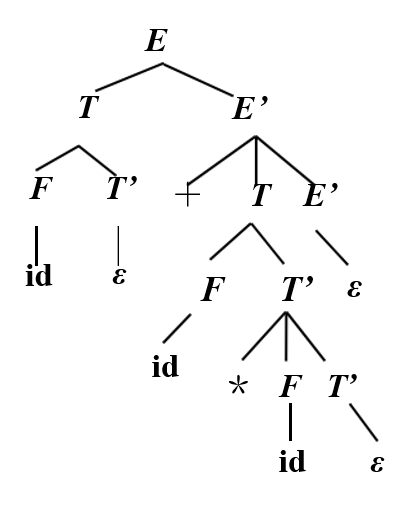 E
T E’
F T’ + T E’
id ε F T’ ε
id * F T’
id ε